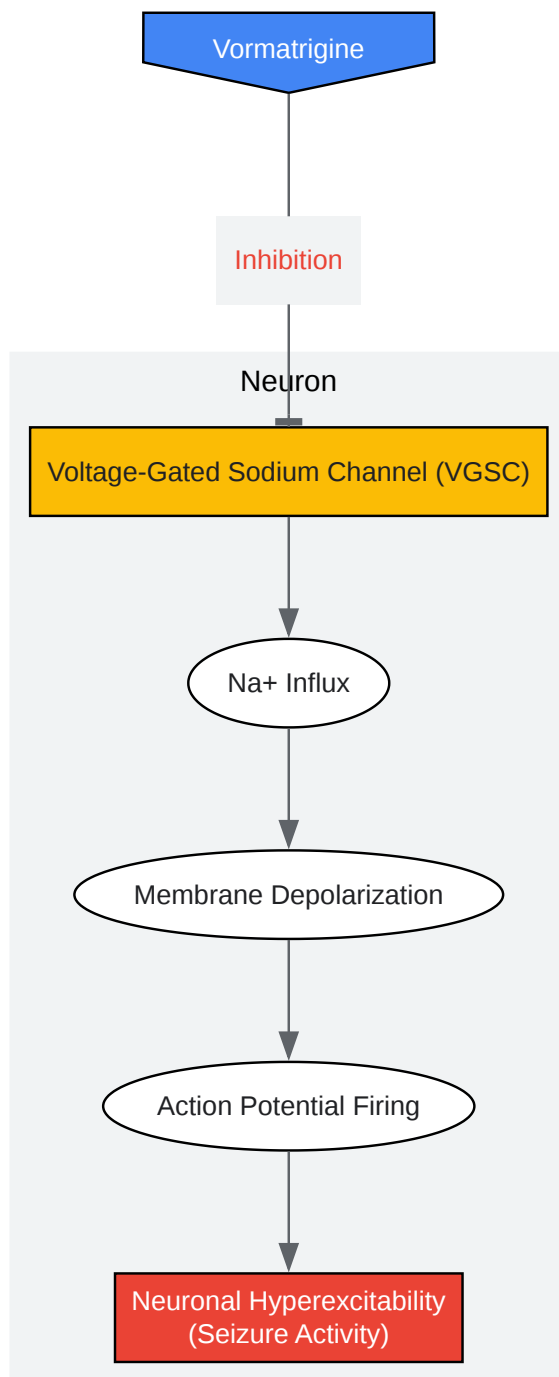 Vormatrigine
Inhibition
Neuron
Voltage-Gated Sodium Channel (VGSC)
Na+ Influx
Membrane Depolarization
Action Potential Firing
Neuronal Hyperexcitability
(Seizure Activity)